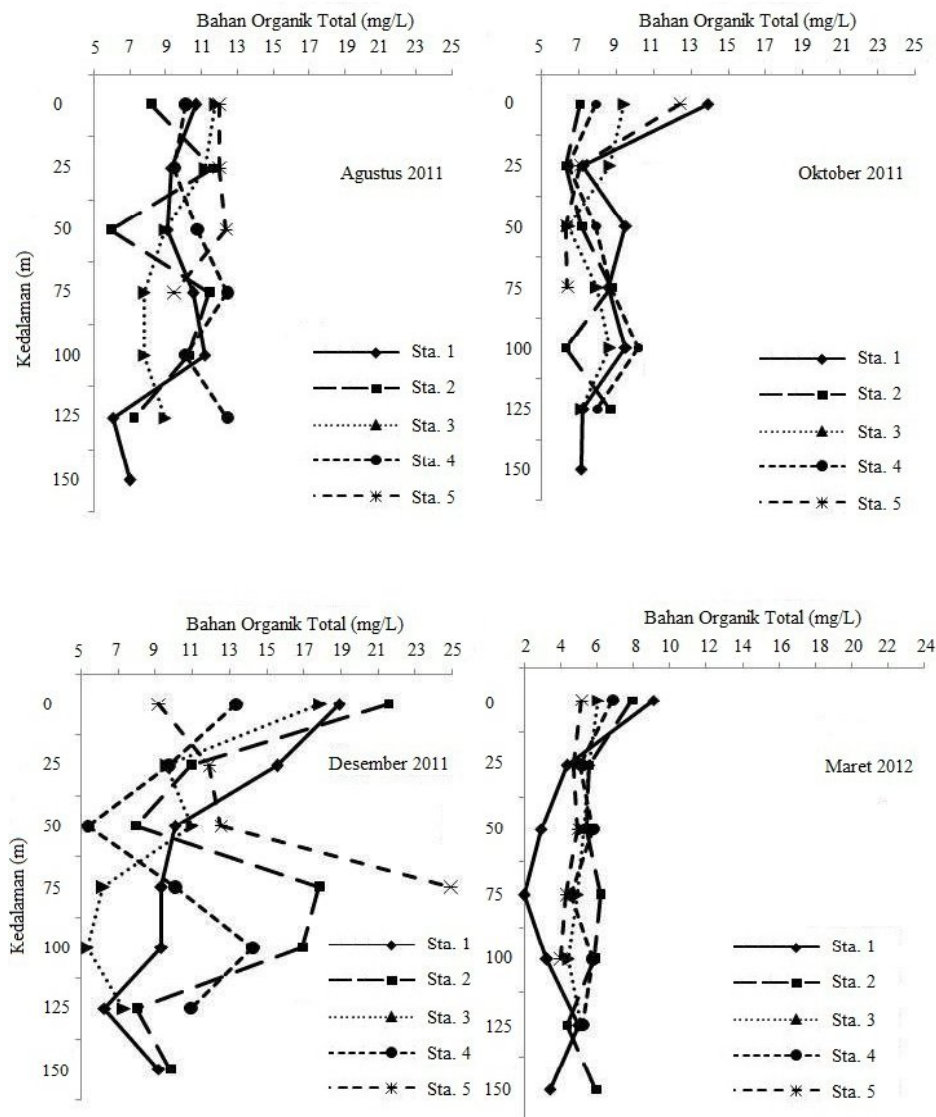 Bahan Organik Total (mg/L)
5 7 9 11 13 15 17 19 21 23 25
0
25
50
75
100
125
150
Kedalaman (m)
Agustus 2011
Sta. 1
Sta. 2
Sta. 3
Sta. 4
Sta. 5
Bahan Organik Total (mg/L)
5 7 9 11 13 15 17 19 21 23 25
0
25
50
75
100
125
150
Oktober 2011
Sta. 1
Sta. 2
Sta. 3
Sta. 4
Sta. 5
Bahan Organik Total (mg/L)
5 7 9 11 13 15 17 19 21 23 25
0
25
50
75
100
125
150
Kedalaman (m)
Desember 2011
Sta. 1
Sta. 2
Sta. 3
Sta. 4
Sta. 5
Bahan Organik Total (mg/L)
2 4 6 8 10 12 14 16 18 20 22 24
0
25
50
75
100
125
150
Maret 2012
Sta. 1
Sta. 2
Sta. 3
Sta. 4
Sta. 5